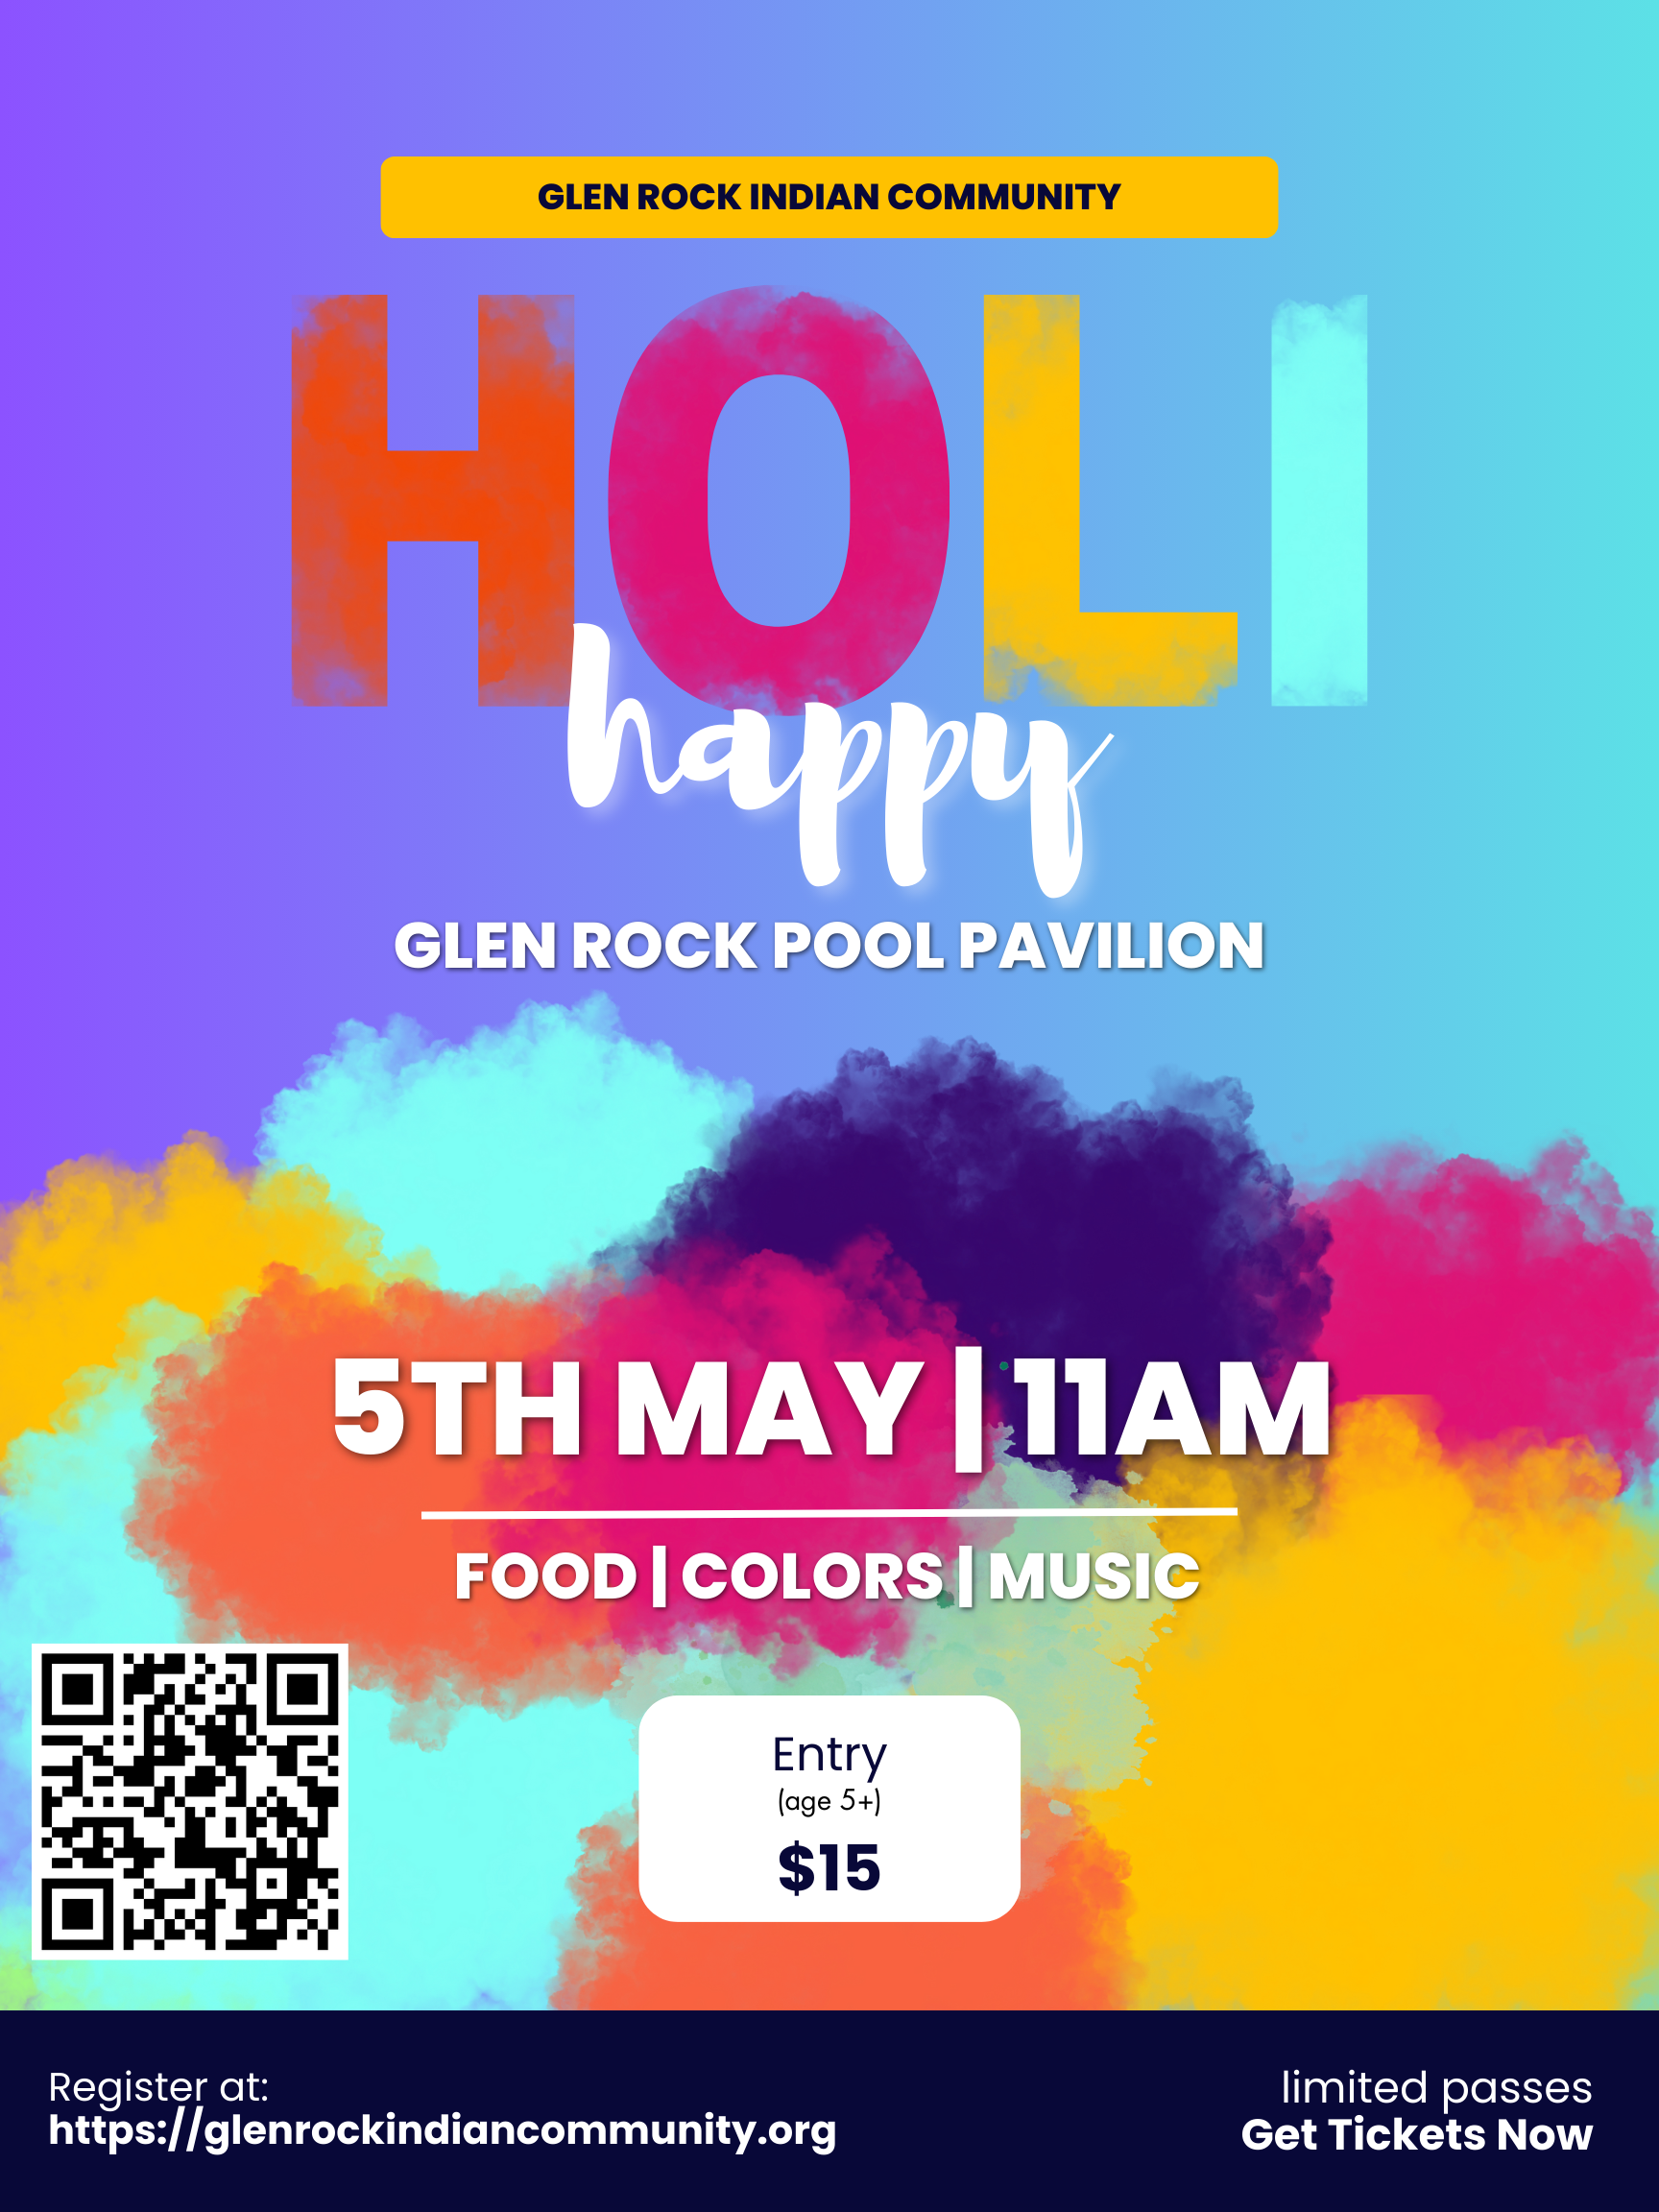 GLEN ROCK INDIAN COMMUNITY
HOLI
happy
GLEN ROCK POOL PAVILION
5TH MAY | 11AM
FOOD | COLORS | MUSIC
Entry
(age 5+)
$15
Register at:
https://glenrockindiancommunity.org
limited passes
Get Tickets Now